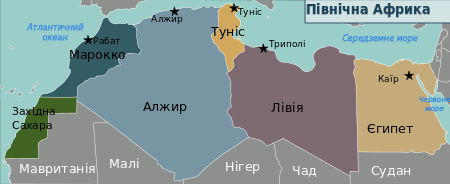 Північна Африка
Атлантичний
океан
Алжир
Туніс
Рабат
Марокко
Туніс
Триполі
Середземне море
Каїр
Червоне
море
Західна
Сахара
Алжир
Лівія
Єгипет
Мавританія
Малі
Нігер
Чад
Судан